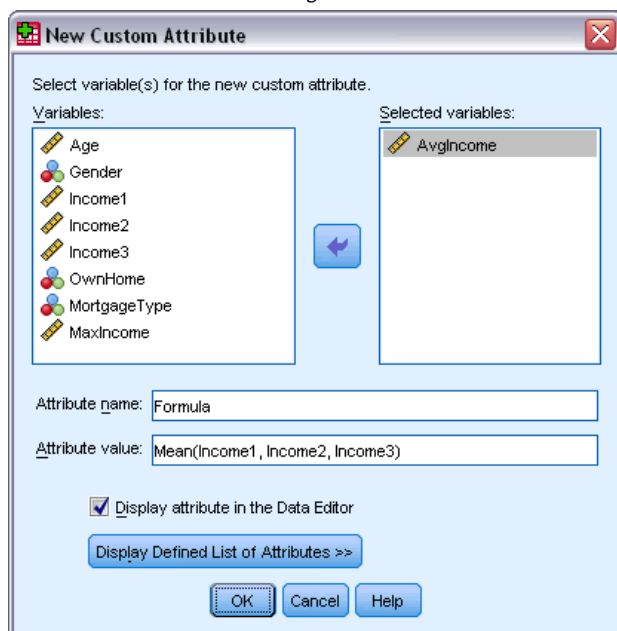 New Custom Attribute
Select variable(s) for the new custom attribute.
Variables:
Age
Gender
Income1
Income2
Income3
OwnHome
MortgageType
MaxIncome
Selected variables:
AvgIncome
Attribute name: Formula
Attribute value: Mean(Income1, Income2, Income3)
Display attribute in the Data Editor
Display Defined List of Attributes >>
OK Cancel Help